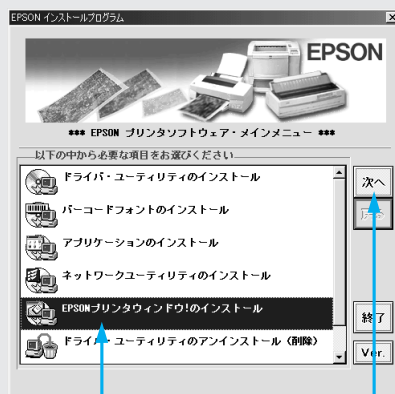 EPSON インストールプログラム
EPSON
*** EPSON プリンタソフトウェア・メインメニュー ***
以下の中から必要な項目をお選びください
ドライバ・ユーティリティのインストール
バーコードフォントのインストール
アプリケーションのインストール
ネットワークユーティリティのインストール
EPSONプリンタウィンドウ!のインストール
ドライバ・ユーティリティのアンインストール（削除）
次へ
戻る
終了
Ver.